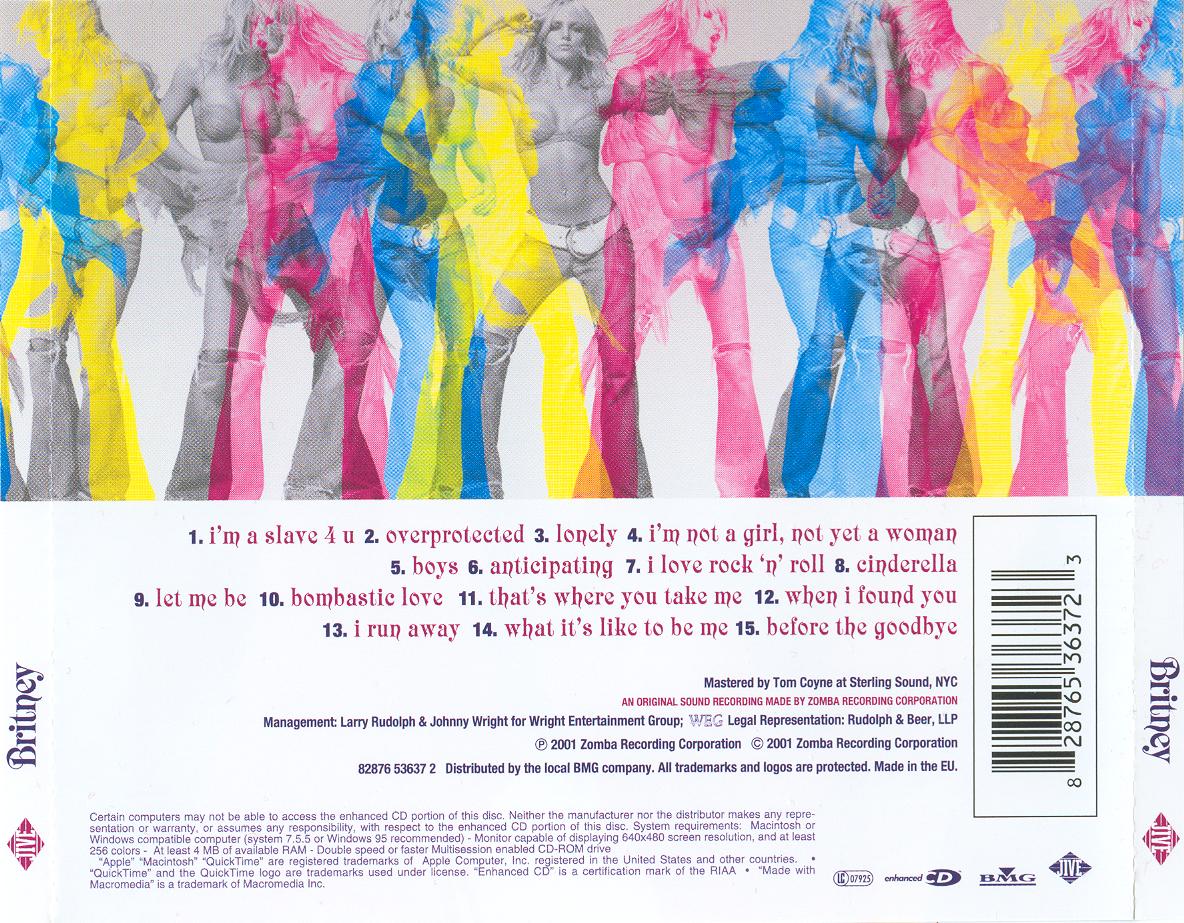 1. i'm a slave 4 u 2. overprotected 3. lonely 4. i'm not a girl, not yet a woman
5. boys 6. anticipating 7. i love rock 'n' roll 8. cinderella
9. let me be 10. bombastic love 11. that's where you take me 12. when i found you
13. i run away 14. what it's like to be me 15. before the goodbye
Mastered by Tom Coyne at Sterling Sound, NYC
AN ORIGINAL SOUND RECORDING MADE BY ZOMBA RECORDING CORPORATION
Management: Larry Rudolph & Johnny Wright for Wright Entertainment Group; WEG Legal Representation: Rudolph & Beer, LLP
℗ 2001 Zomba Recording Corporation © 2001 Zomba Recording Corporation
82876 53637 2 Distributed by the local BMG company. All trademarks and logos are protected. Made in the EU.
8 28765 36372 3
Certain computers may not be able to access the enhanced CD portion of this disc. Neither the manufacturer nor the distributor makes any repre-
sentation or warranty, or assumes any responsibility, with respect to the enhanced CD portion of this disc. System requirements: Macintosh or
Windows compatible computer (system 7.5.5 or Windows 95 recommended) - Monitor capable of displaying 640x480 screen resolution, and at least
256 colors - At least 4 MB of available RAM - Double speed or faster Multisession enabled CD-ROM drive
"Apple" "Macintosh" "QuickTime" are registered trademarks of Apple Computer, Inc. registered in the United States and other countries. •
"QuickTime" and the QuickTime logo are trademarks used under license. "Enhanced CD" is a certification mark of the RIAA • "Made with
Macromedia" is a trademark of Macromedia Inc.
LC 07925 enhanced CD BMG JIVE
Britney
JIVE
Britney
JIVE